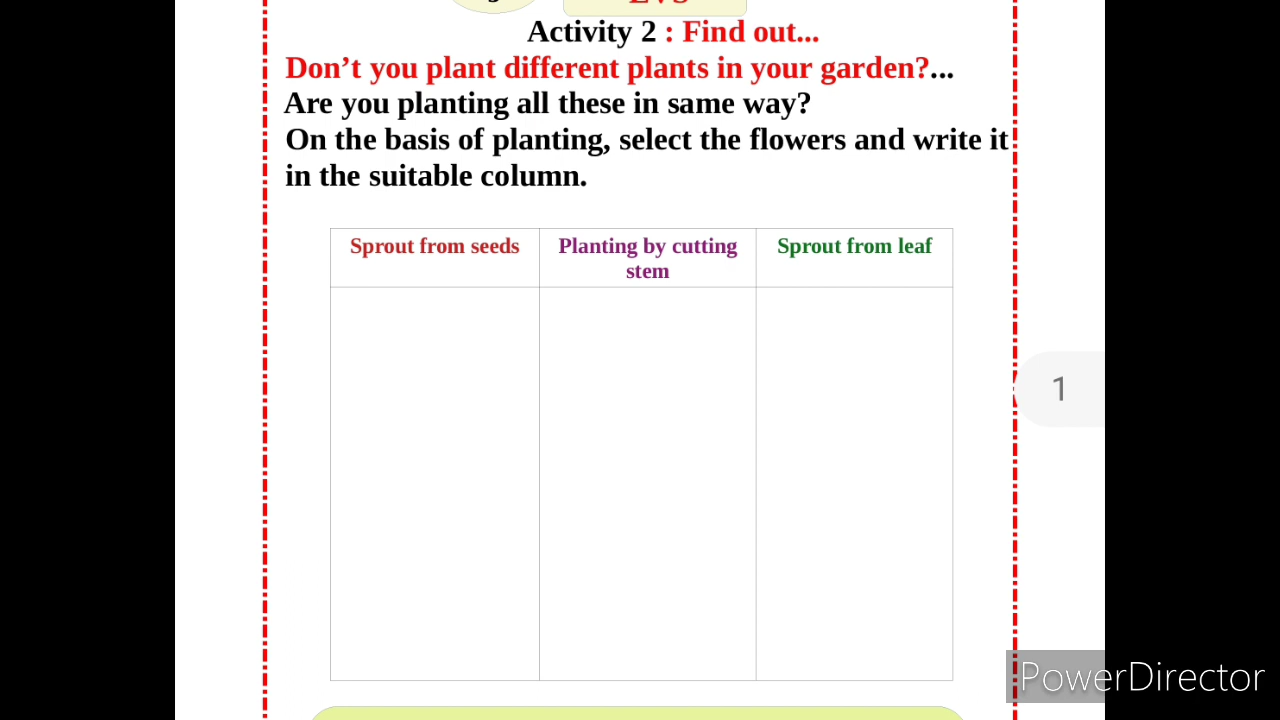 EVS
Activity 2 : Find out...
Don't you plant different plants in your garden?...
Are you planting all these in same way?
On the basis of planting, select the flowers and write it
in the suitable column.
Sprout from seeds
Planting by cutting
stem
Sprout from leaf
1
PowerDirector